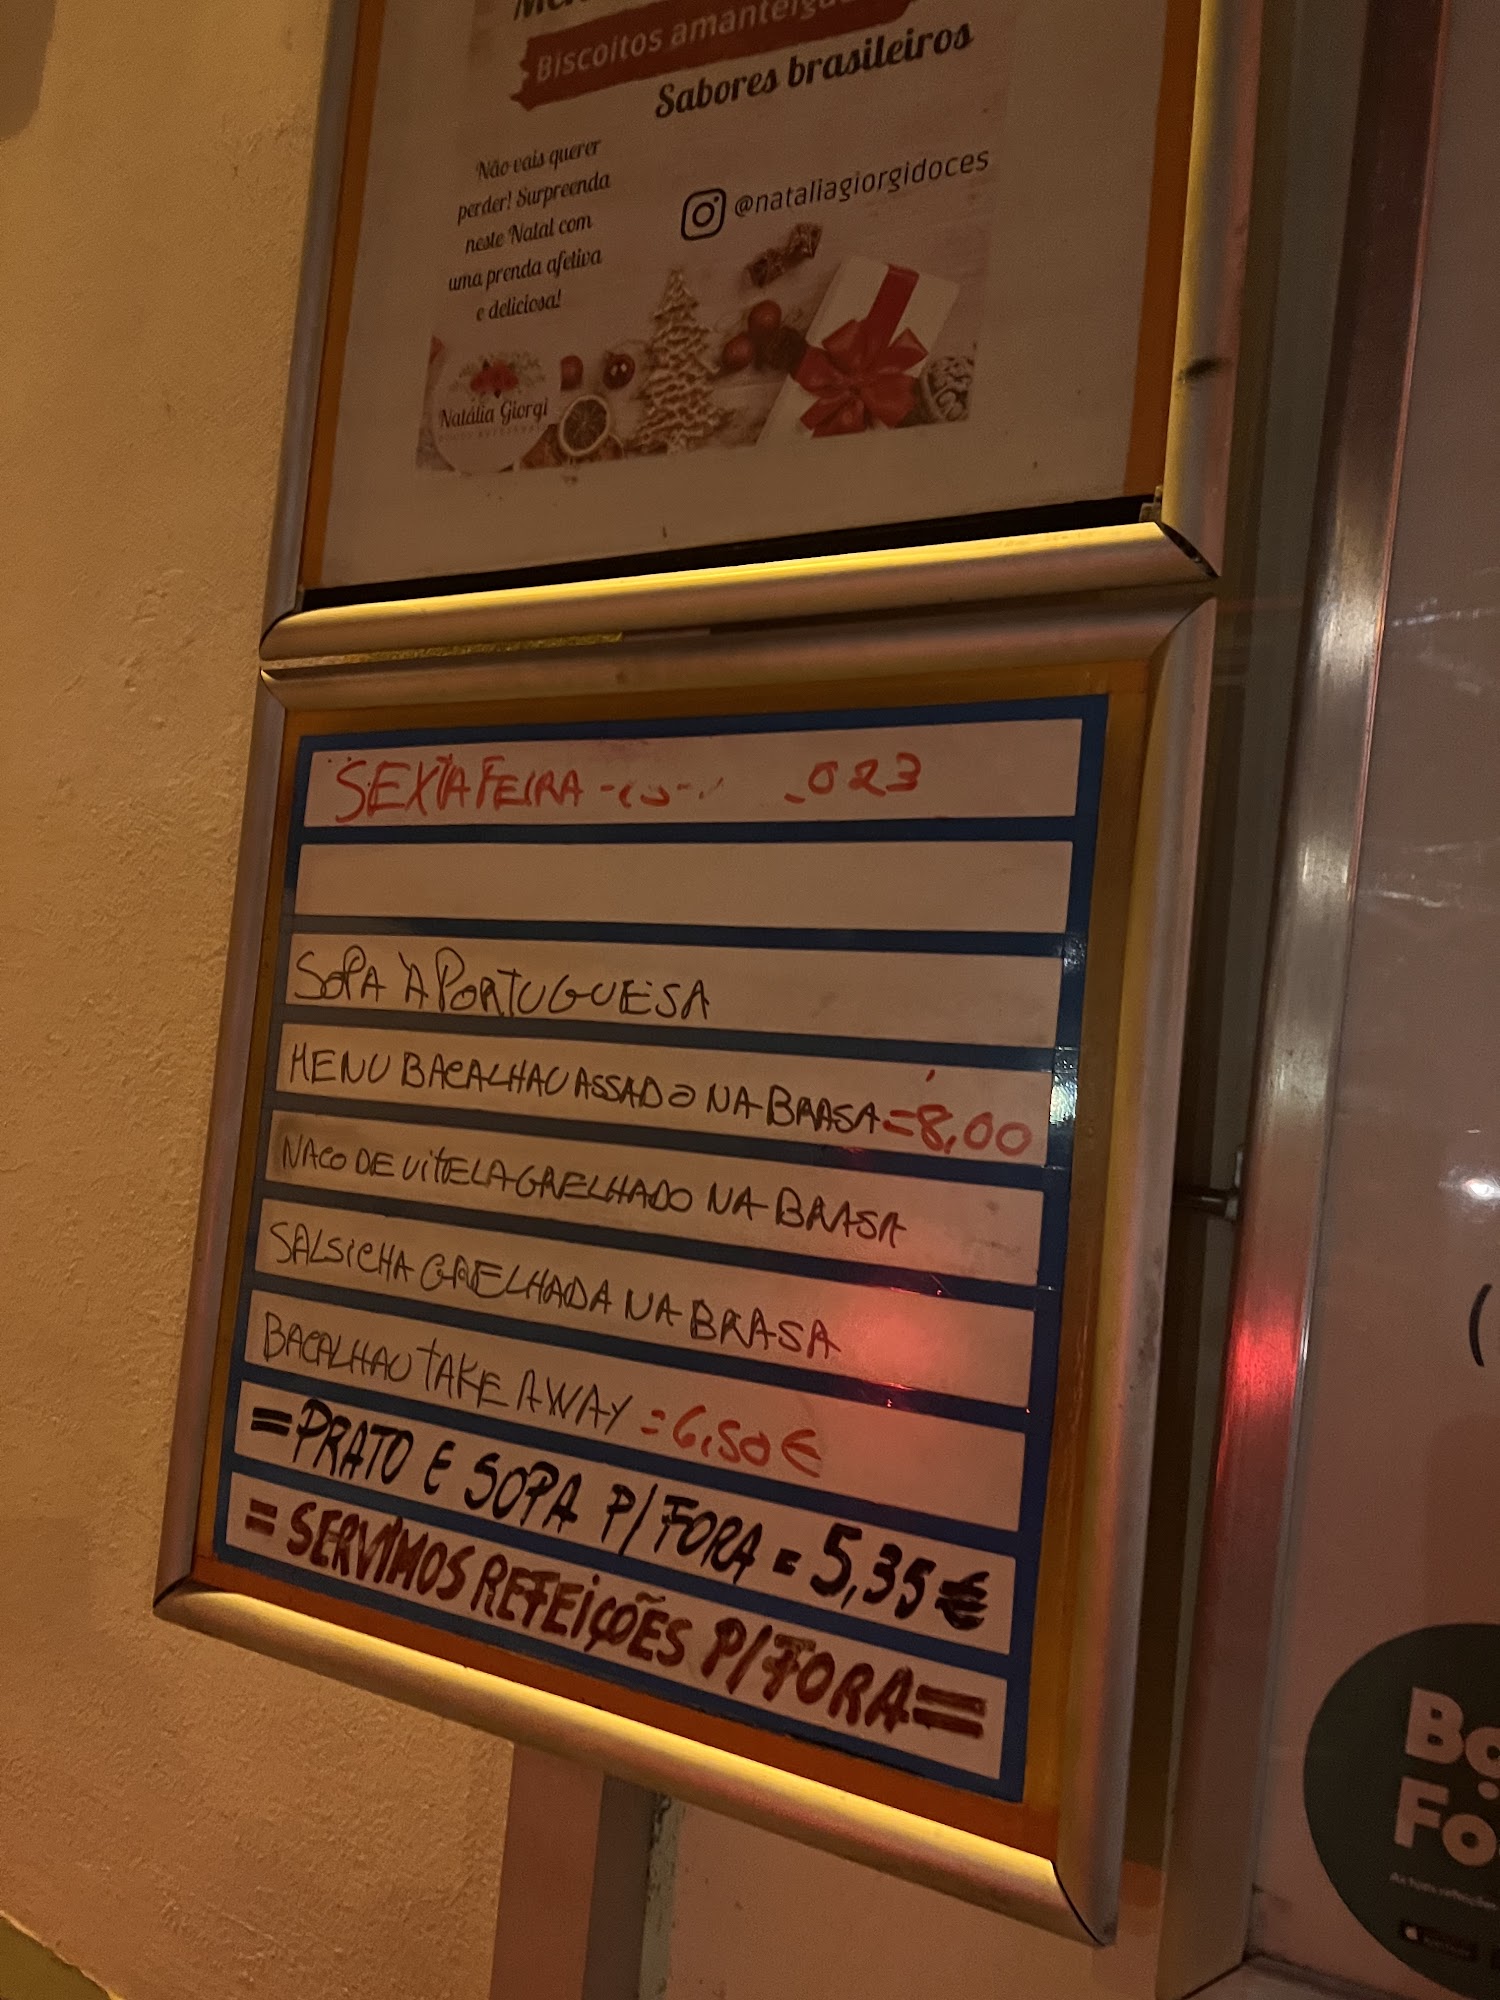 Biscoitos
Sabores brasileiros
Não vais querer
perder! Surpreenda
neste Natal com
uma prenda afetiva
e deliciosa!
@nataliagiorgidoces
Natália Giorgi
SEXTA FEIRA
023
SOPA À PORTUGUESA
MENU BACALHAU ASSADO NA BRASA = 8,00
NACO DE VITELA GRELHADO NA BRASA
SALSICHA GRELHADA NA BRASA
BACALHAU TAKE AWAY = 6,50€
= PRATO E SOPA P/FORA = 5,35€
= SERVIMOS REFEIÇÕES P/FORA =